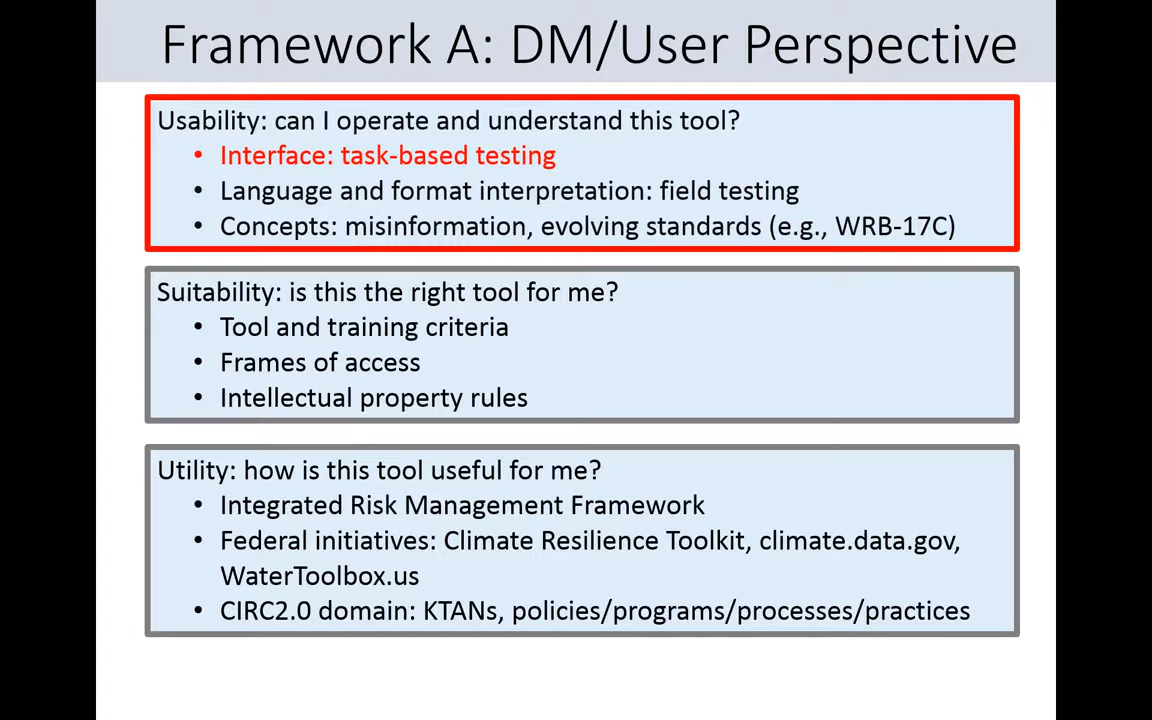 Framework A: DM/User Perspective
Usability: can I operate and understand this tool?
• Interface: task-based testing
• Language and format interpretation: field testing
• Concepts: misinformation, evolving standards (e.g., WRB-17C)
Suitability: is this the right tool for me?
• Tool and training criteria
• Frames of access
• Intellectual property rules
Utility: how is this tool useful for me?
• Integrated Risk Management Framework
• Federal initiatives: Climate Resilience Toolkit, climate.data.gov,
WaterToolbox.us
• CIRC2.0 domain: KTANs, policies/programs/processes/practices